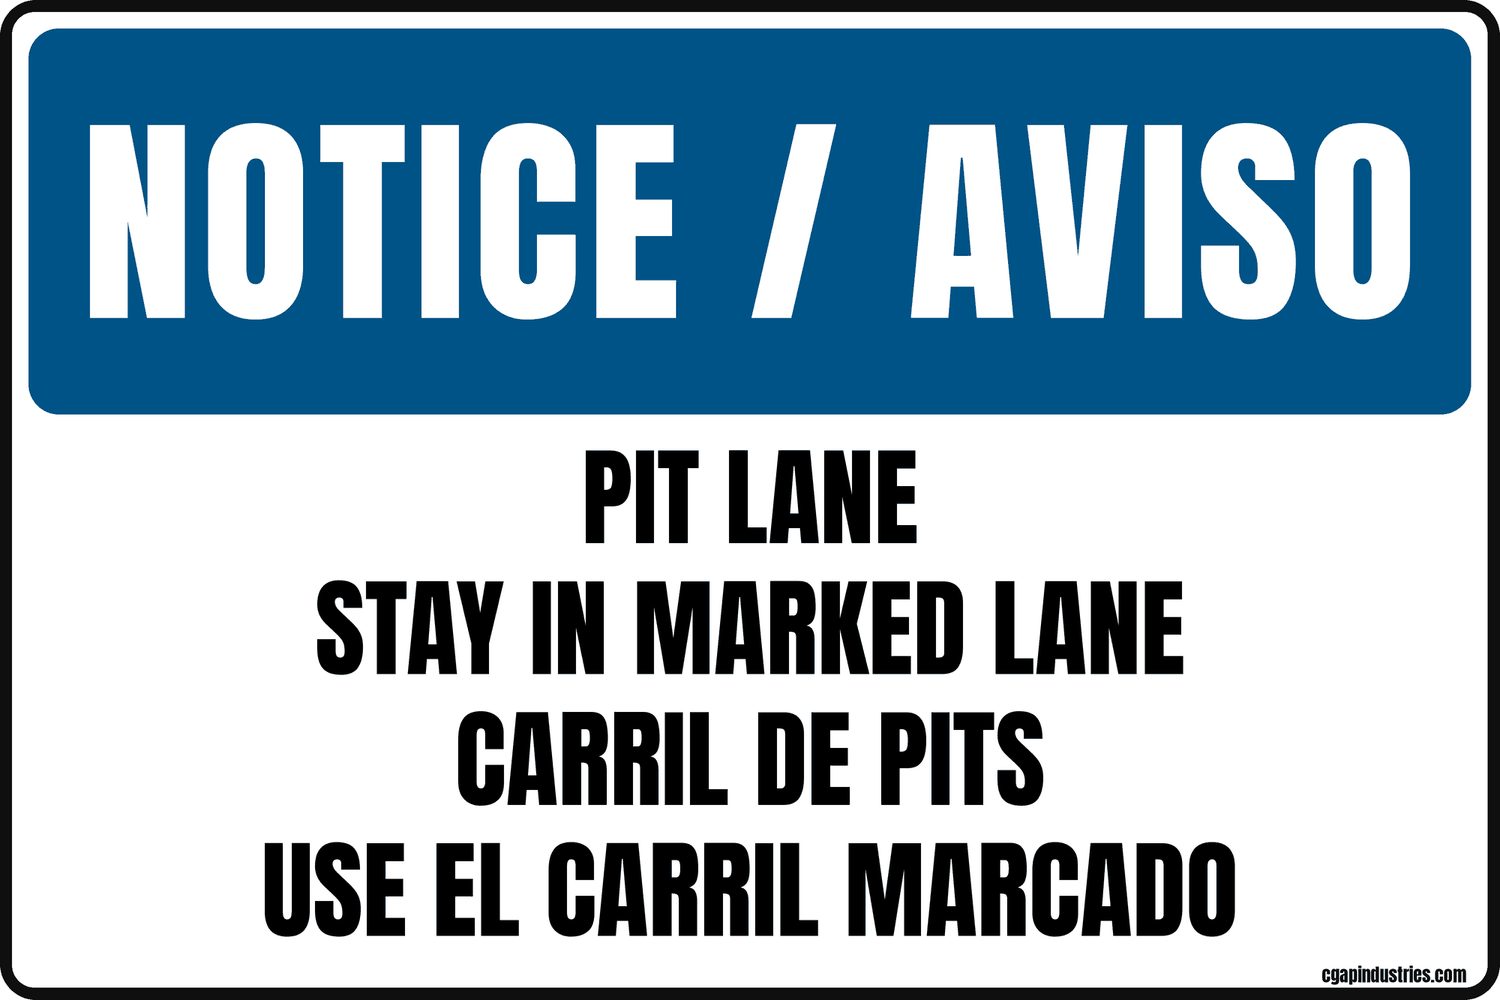 NOTICE / AVISO
PIT LANE
STAY IN MARKED LANE
CARRIL DE PITS
USE EL CARRIL MARCADO
cgapindustries.com